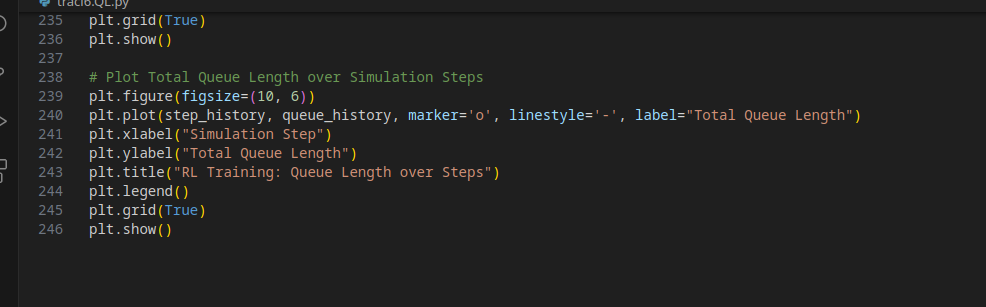 traci6.QL.py
235 plt.grid(True)
236 plt.show()
237
238 # Plot Total Queue Length over Simulation Steps
239 plt.figure(figsize=(10, 6))
240 plt.plot(step_history, queue_history, marker='o', linestyle='-', label="Total Queue Length")
241 plt.xlabel("Simulation Step")
242 plt.ylabel("Total Queue Length")
243 plt.title("RL Training: Queue Length over Steps")
244 plt.legend()
245 plt.grid(True)
246 plt.show()